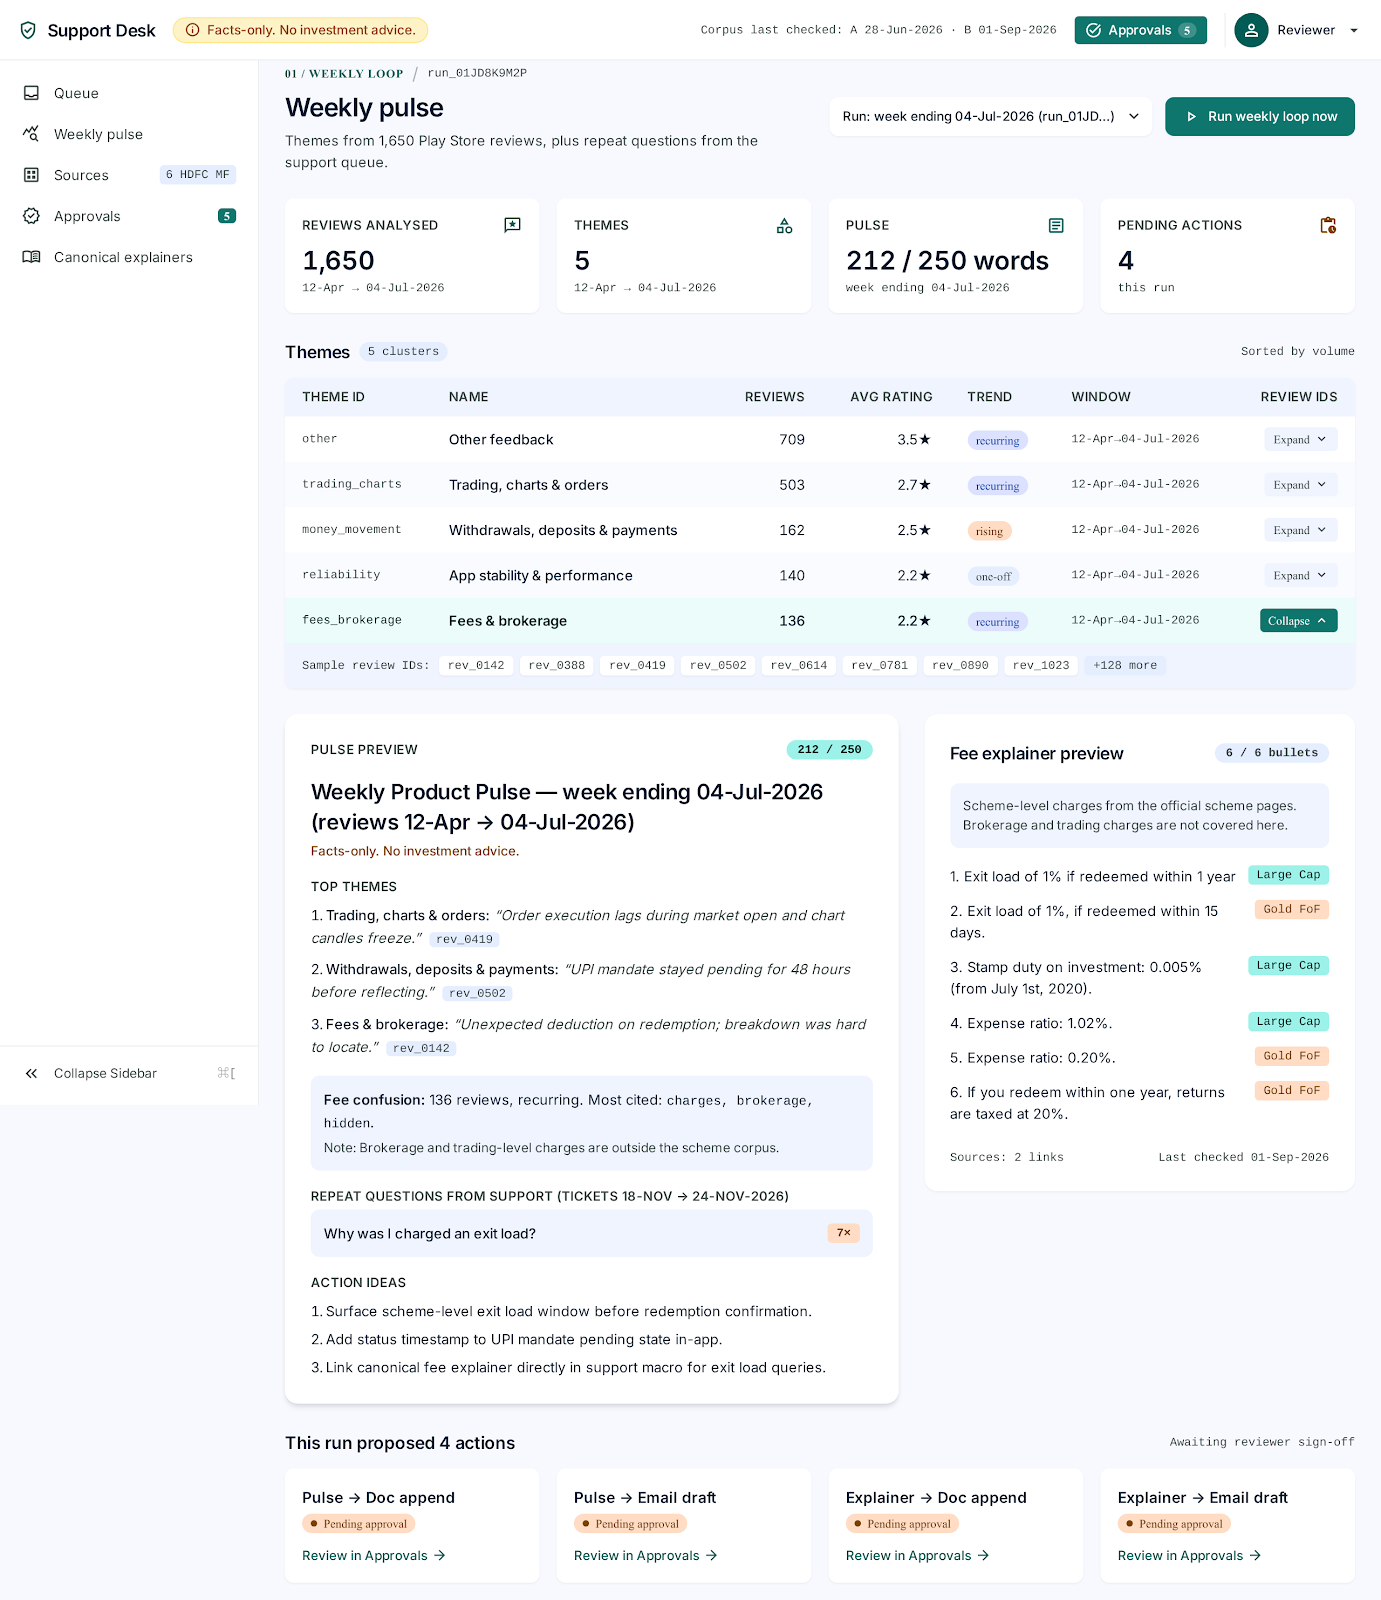 Support Desk
Facts-only. No investment advice.
Corpus last checked: A 28-Jun-2026 · B 01-Sep-2026
Approvals 5
Reviewer
Queue
Weekly pulse
Sources 6 HDFC MF
Approvals 5
Canonical explainers
Collapse Sidebar ⌘[
01 / WEEKLY LOOP / run_01JD8K9M2P
Weekly pulse
Themes from 1,650 Play Store reviews, plus repeat questions from the
support queue.
Run: week ending 04-Jul-2026 (run_01JD...)
Run weekly loop now
REVIEWS ANALYSED
1,650
12-Apr → 04-Jul-2026
THEMES
5
12-Apr → 04-Jul-2026
PULSE
212 / 250 words
week ending 04-Jul-2026
PENDING ACTIONS
4
this run
Themes 5 clusters
Sorted by volume
THEME ID NAME REVIEWS AVG RATING TREND WINDOW REVIEW IDS
other Other feedback 709 3.5★ recurring 12-Apr→04-Jul-2026 Expand
trading_charts Trading, charts & orders 503 2.7★ recurring 12-Apr→04-Jul-2026 Expand
money_movement Withdrawals, deposits & payments 162 2.5★ rising 12-Apr→04-Jul-2026 Expand
reliability App stability & performance 140 2.2★ one-off 12-Apr→04-Jul-2026 Expand
fees_brokerage Fees & brokerage 136 2.2★ recurring 12-Apr→04-Jul-2026 Collapse
Sample review IDs: rev_0142 rev_0388 rev_0419 rev_0502 rev_0614 rev_0781 rev_0890 rev_1023 +128 more
PULSE PREVIEW 212 / 250
Weekly Product Pulse — week ending 04-Jul-2026
(reviews 12-Apr → 04-Jul-2026)
Facts-only. No investment advice.
TOP THEMES
1. Trading, charts & orders: “Order execution lags during market open and chart
candles freeze.” rev_0419
2. Withdrawals, deposits & payments: “UPI mandate stayed pending for 48 hours
before reflecting.” rev_0502
3. Fees & brokerage: “Unexpected deduction on redemption; breakdown was hard
to locate.” rev_0142
Fee confusion: 136 reviews, recurring. Most cited: charges, brokerage,
hidden.
Note: Brokerage and trading-level charges are outside the scheme corpus.
REPEAT QUESTIONS FROM SUPPORT (TICKETS 18-NOV → 24-NOV-2026)
Why was I charged an exit load? 7×
ACTION IDEAS
1. Surface scheme-level exit load window before redemption confirmation.
2. Add status timestamp to UPI mandate pending state in-app.
3. Link canonical fee explainer directly in support macro for exit load queries.
Fee explainer preview 6 / 6 bullets
Scheme-level charges from the official scheme pages.
Brokerage and trading charges are not covered here.
1. Exit load of 1% if redeemed within 1 year Large Cap
2. Exit load of 1%, if redeemed within 15 Gold FoF
days.
3. Stamp duty on investment: 0.005% Large Cap
(from July 1st, 2020).
4. Expense ratio: 1.02%. Large Cap
5. Expense ratio: 0.20%. Gold FoF
6. If you redeem within one year, returns Gold FoF
are taxed at 20%.
Sources: 2 links Last checked 01-Sep-2026
This run proposed 4 actions
Awaiting reviewer sign-off
Pulse → Doc append
Pending approval
Review in Approvals →
Pulse → Email draft
Pending approval
Review in Approvals →
Explainer → Doc append
Pending approval
Review in Approvals →
Explainer → Email draft
Pending approval
Review in Approvals →